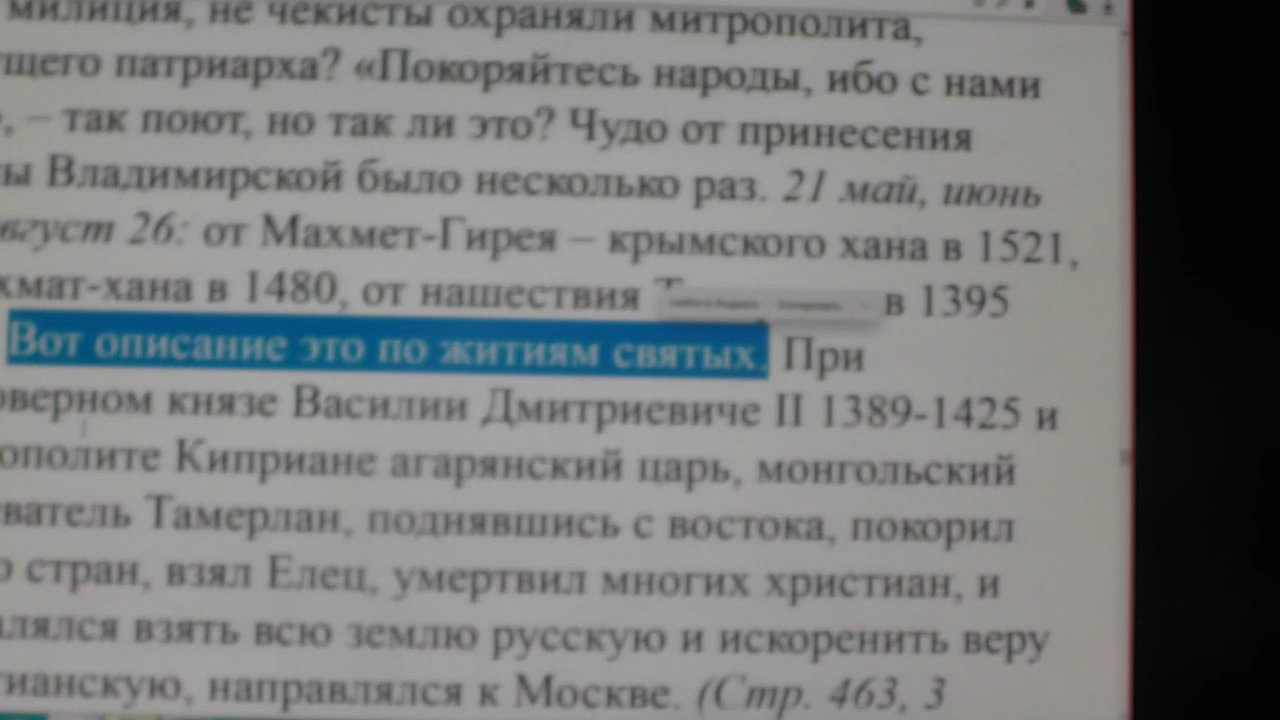 милиция, не чекисты охраняли митрополита,
щего патриарха? «Покоряйтесь народы, ибо с нами
, – так поют, но так ли это? Чудо от принесения
ы Владимирской было несколько раз. 21 май, июнь
вгуст 26: от Махмет-Гирея – крымского хана в 1521,
хмат-хана в 1480, от нашествия в 1395
Вот описание это по житиям святых. При
оверном князе Василии Дмитриевиче II 1389-1425 и
ополите Киприане агарянский царь, монгольский
ватель Тамерлан, поднявшись с востока, покорил
о стран, взял Елец, умертвил многих христиан, и
лялся взять всю землю русскую и искоренить веру
тианскую, направлялся к Москве. (Стр. 463, 3